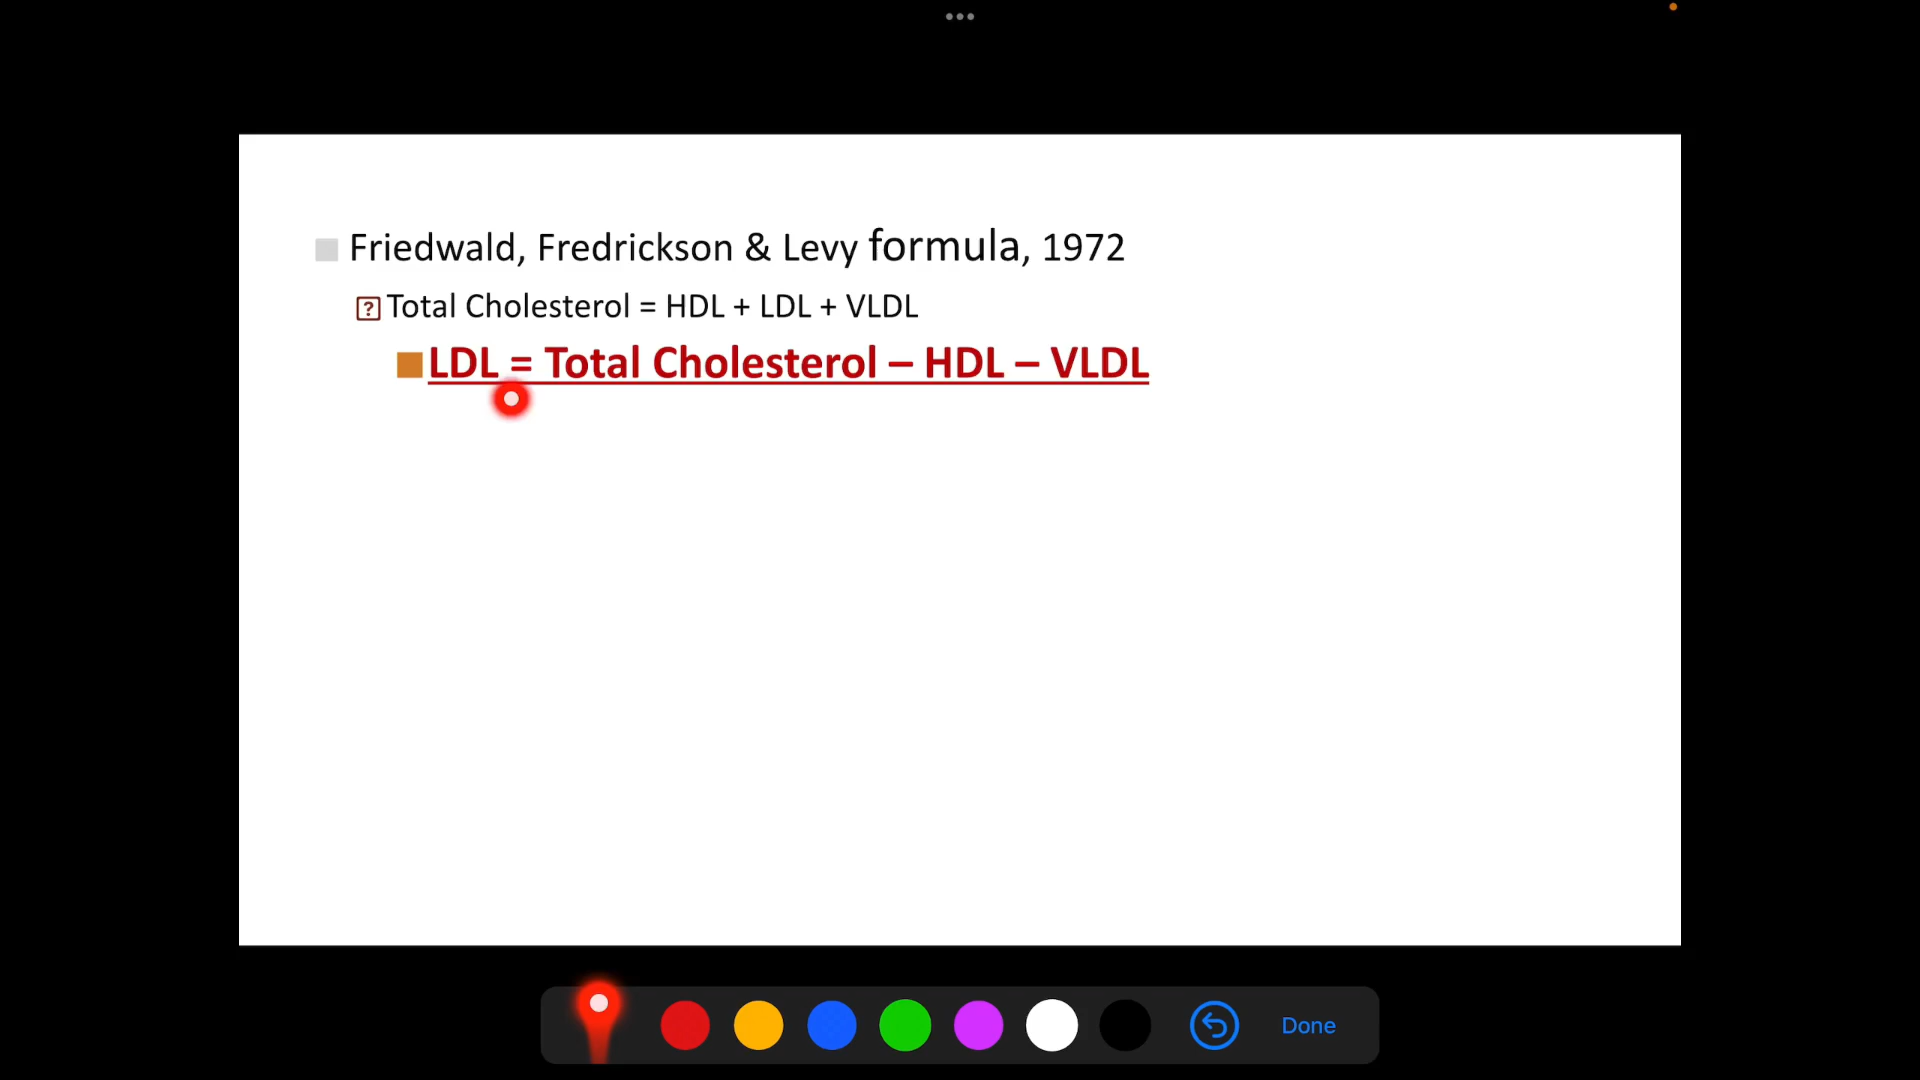 Friedwald, Fredrickson & Levy formula, 1972
Total Cholesterol = HDL + LDL + VLDL
LDL = Total Cholesterol – HDL – VLDL
Done